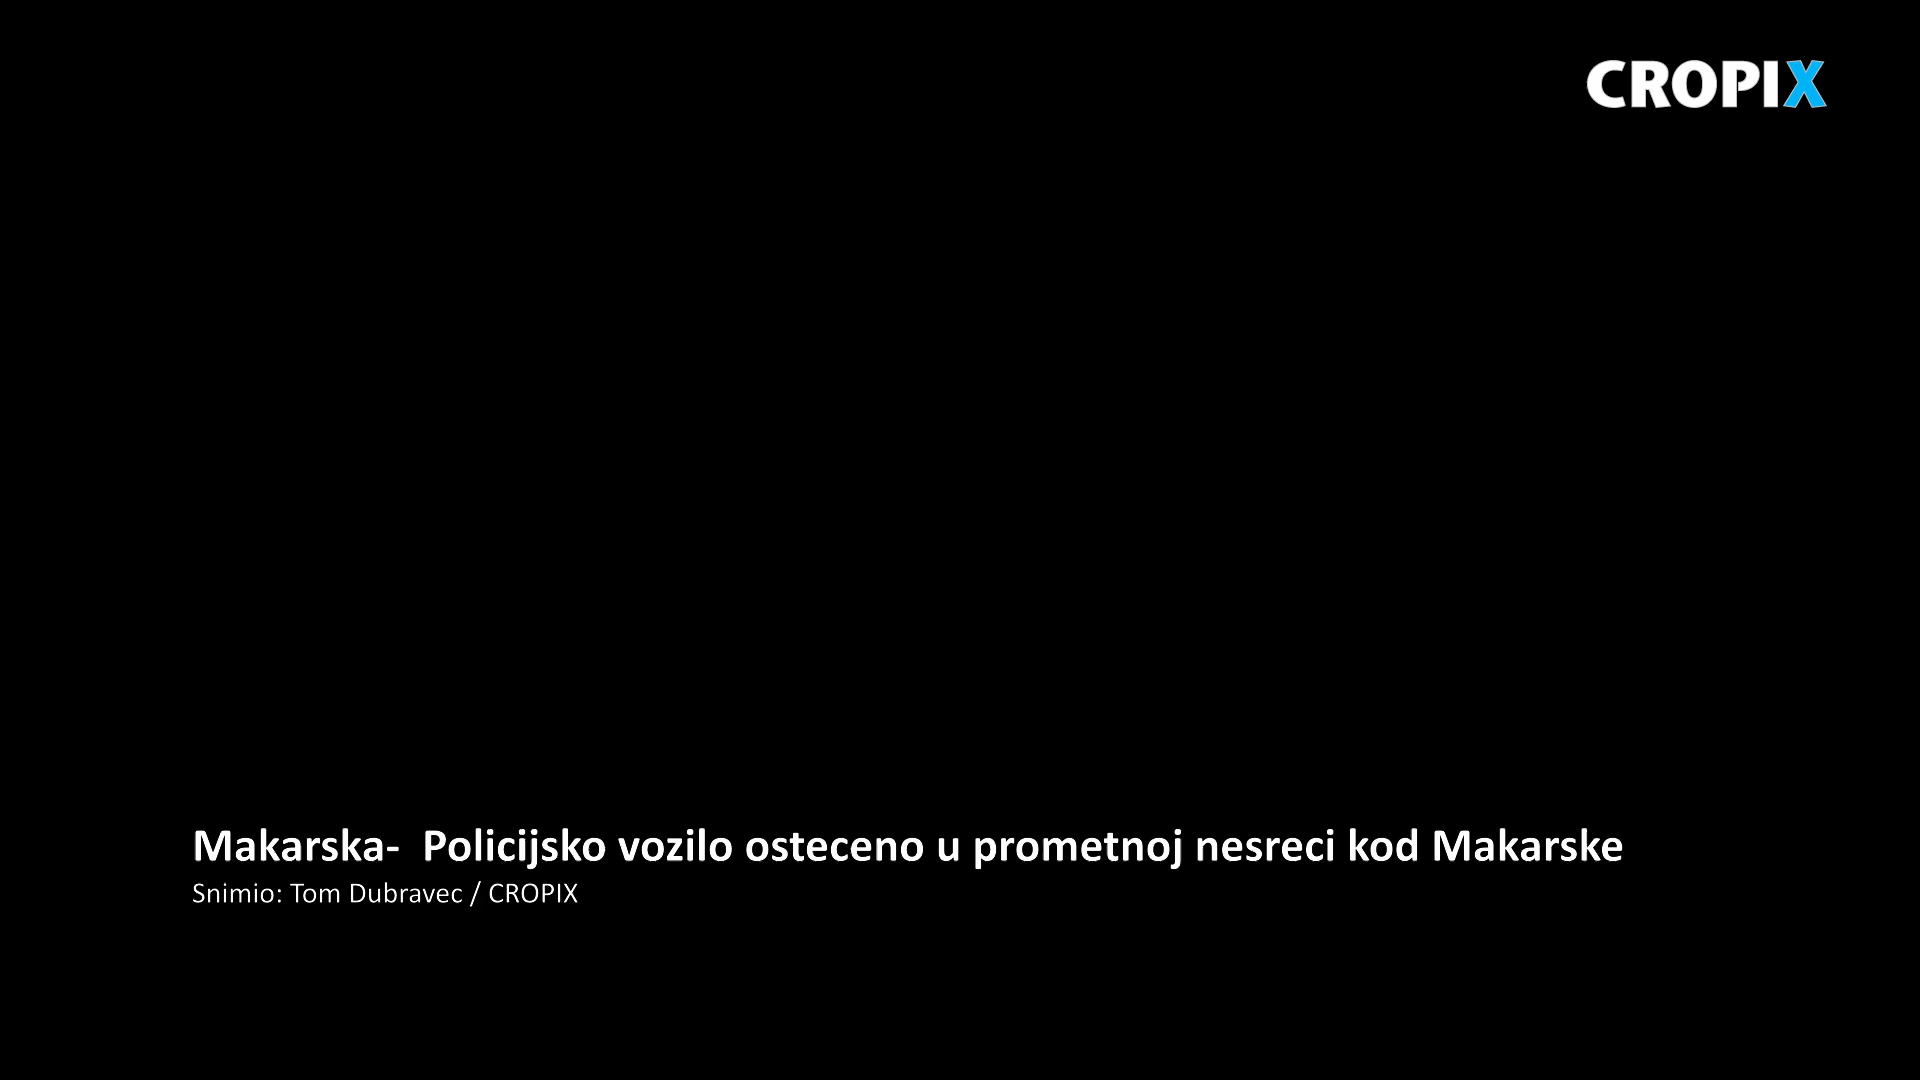 CROPIX
Makarska-  Policijsko vozilo osteceno u prometnoj nesreci kod Makarske
Snimio: Tom Dubravec / CROPIX